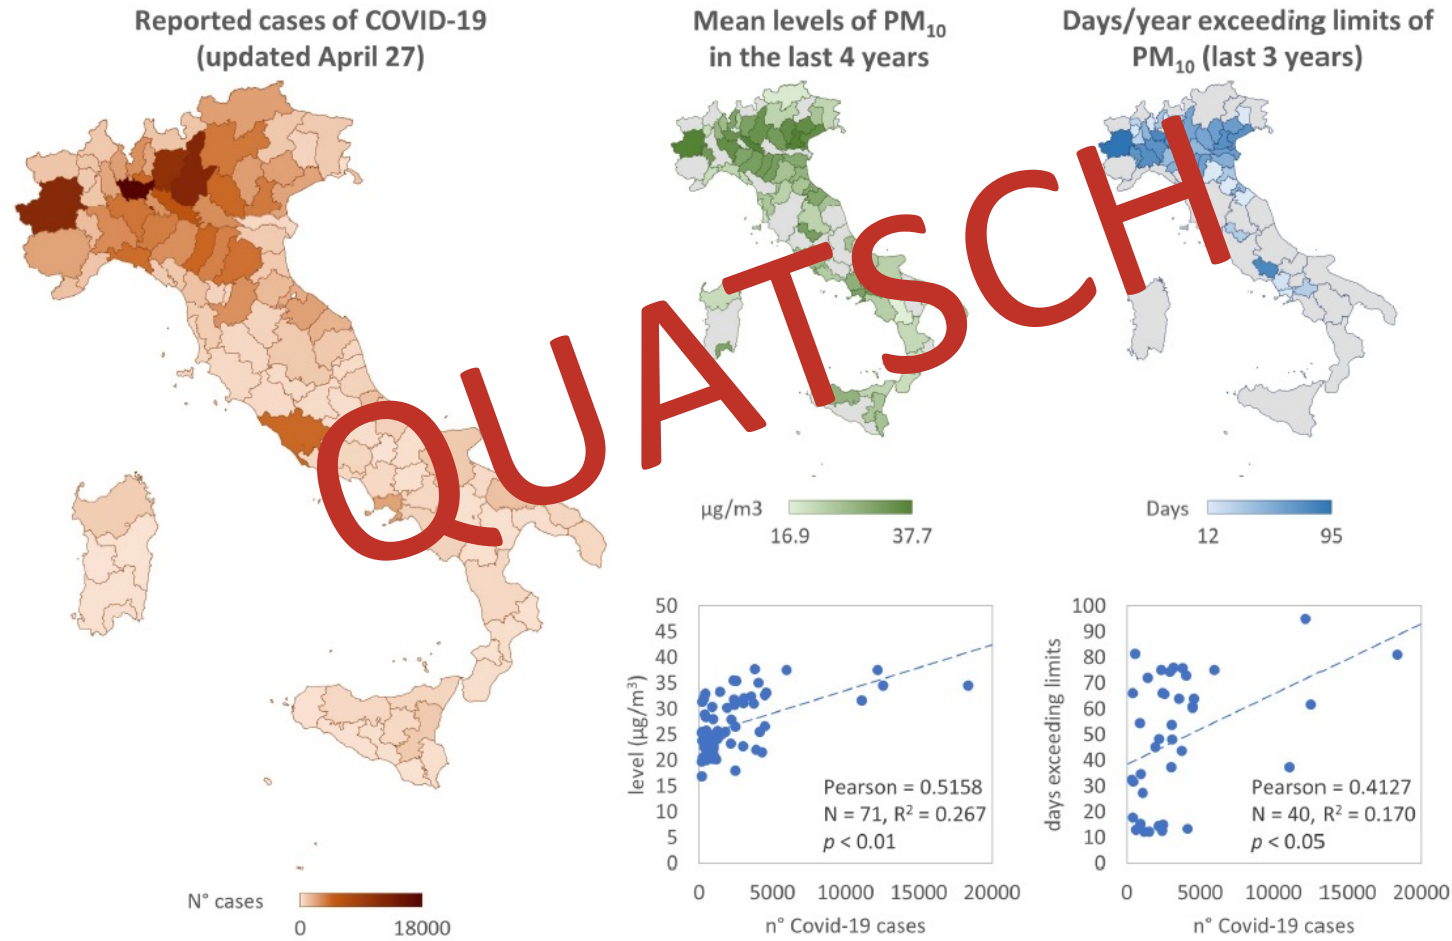 Reported cases of COVID-19
(updated April 27)
Mean levels of PM₁₀
in the last 4 years
Days/year exceeding limits of
PM₁₀ (last 3 years)
QUATSCH
µg/m3
16.9
37.7
Days
12
95
N° cases
0
18000
50
45
40
35
30
25
20
15
10
5
0
level (µg/m³)
Pearson = 0.5158
N = 71, R² = 0.267
p < 0.01
0 5000 10000 15000 20000
n° Covid-19 cases
100
90
80
70
60
50
40
30
20
10
0
days exceeding limits
Pearson = 0.4127
N = 40, R² = 0.170
p < 0.05
0 5000 10000 15000 20000
n° Covid-19 cases